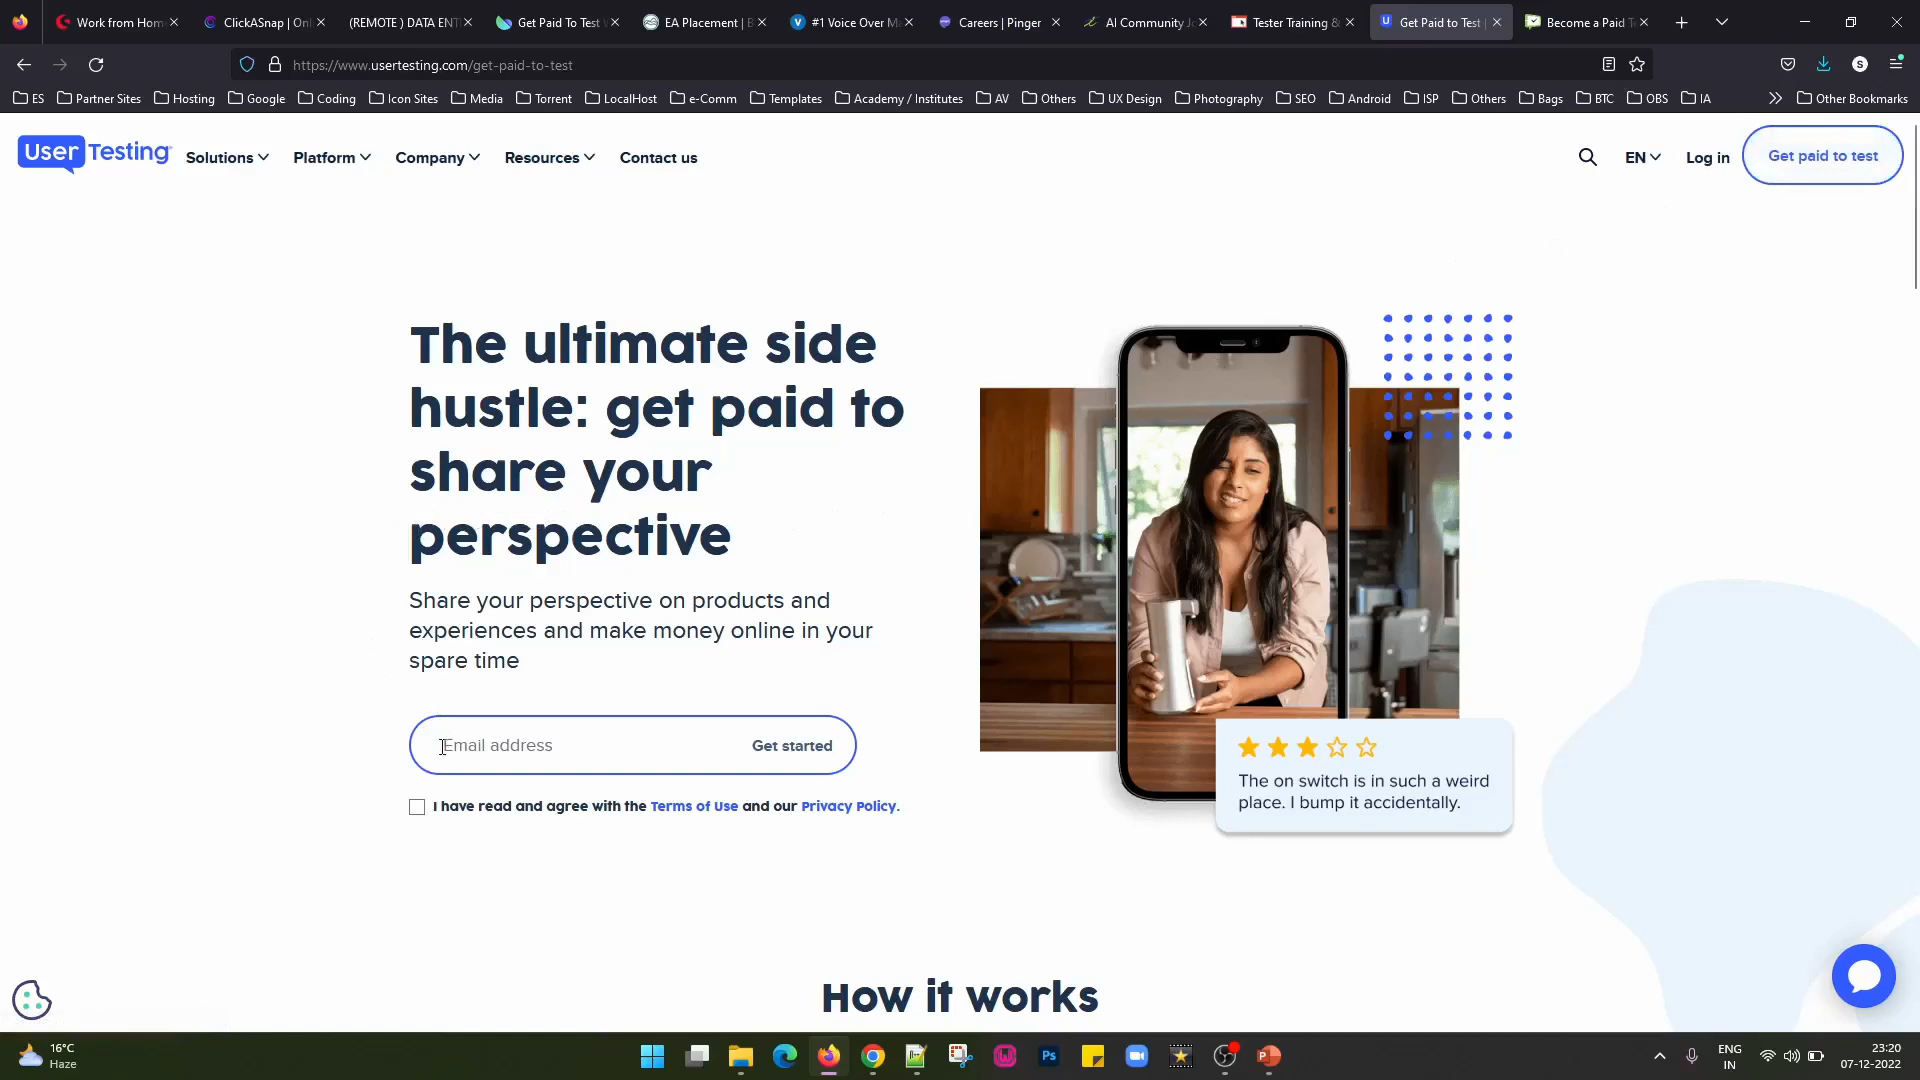 Work from Hom
ClickASnap | On
(REMOTE ) DATA ENT
Get Paid To Test
EA Placement | B
#1 Voice Over Ma
Careers | Pinger
AI Community Jo
Tester Training &
Get Paid to Test |
Become a Paid Te
https://www.usertesting.com/get-paid-to-test
S
ES
Partner Sites
Hosting
Google
Coding
Icon Sites
Media
Torrent
LocalHost
e-Comm
Templates
Academy / Institutes
AV
Others
UX Design
Photography
SEO
Android
ISP
Others
Bags
BTC
OBS
IA
Other Bookmarks
User Testing
Solutions
Platform
Company
Resources
Contact us
EN
Log in
Get paid to test
The ultimate side
hustle: get paid to
share your
perspective
Share your perspective on products and
experiences and make money online in your
spare time
Email address
Get started
I have read and agree with the Terms of Use and our Privacy Policy.
The on switch is in such a weird
place. I bump it accidentally.
How it works
16°C
Haze
Ps
ENG
IN
23:20
07-12-2022